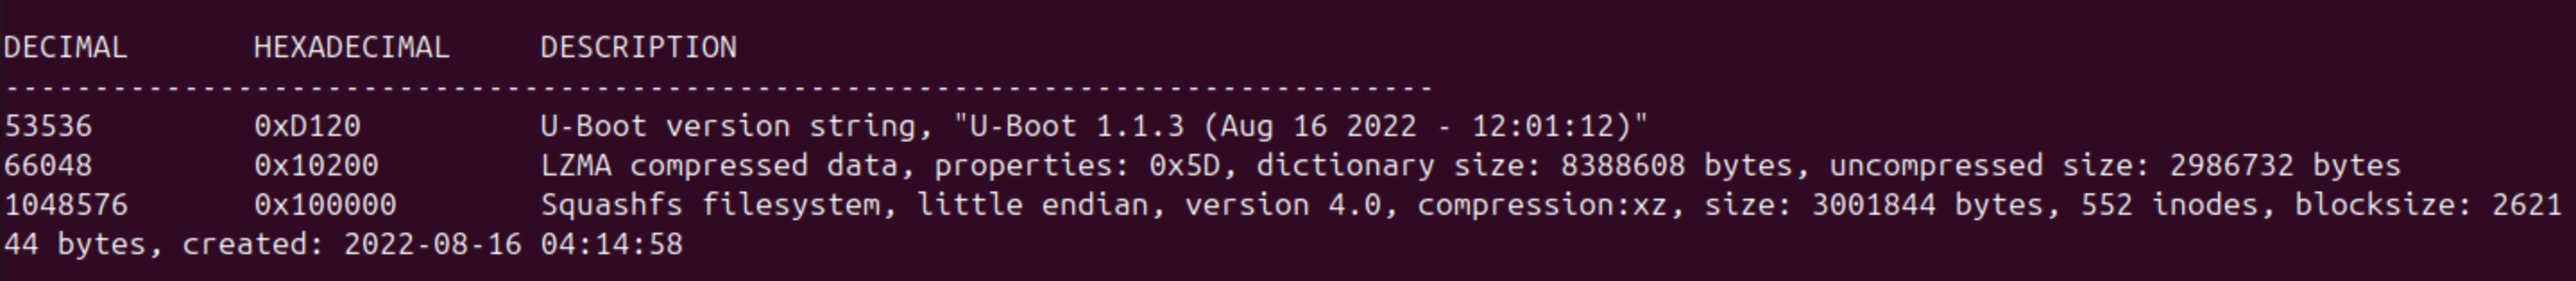 DECIMAL       HEXADECIMAL     DESCRIPTION
--------------------------------------------------------------------------------
53536         0xD120          U-Boot version string, "U-Boot 1.1.3 (Aug 16 2022 - 12:01:12)"
66048         0x10200         LZMA compressed data, properties: 0x5D, dictionary size: 8388608 bytes, uncompressed size: 2986732 bytes
1048576       0x100000        Squashfs filesystem, little endian, version 4.0, compression:xz, size: 3001844 bytes, 552 inodes, blocksize: 2621
44 bytes, created: 2022-08-16 04:14:58